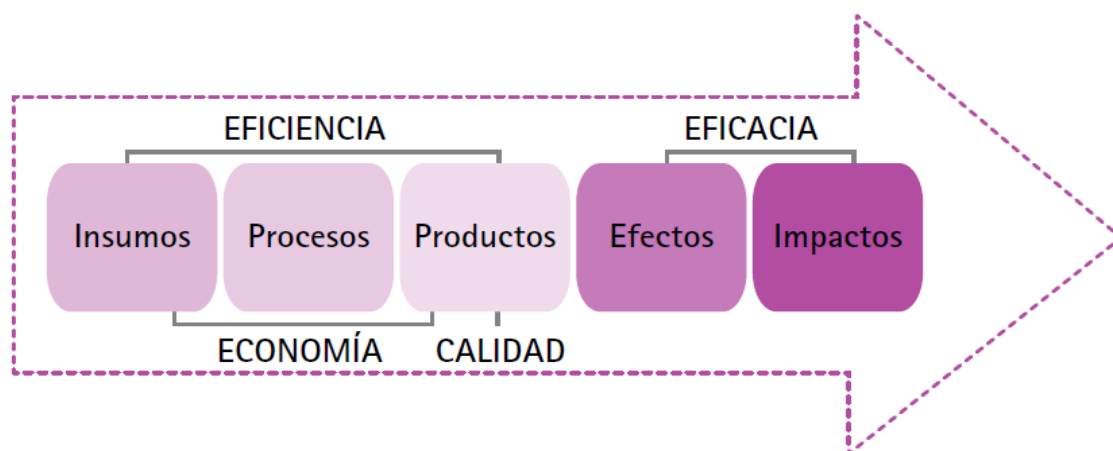 EFICIENCIA EFICACIA
Insumos Procesos Productos Efectos Impactos
ECONOMÍA CALIDAD